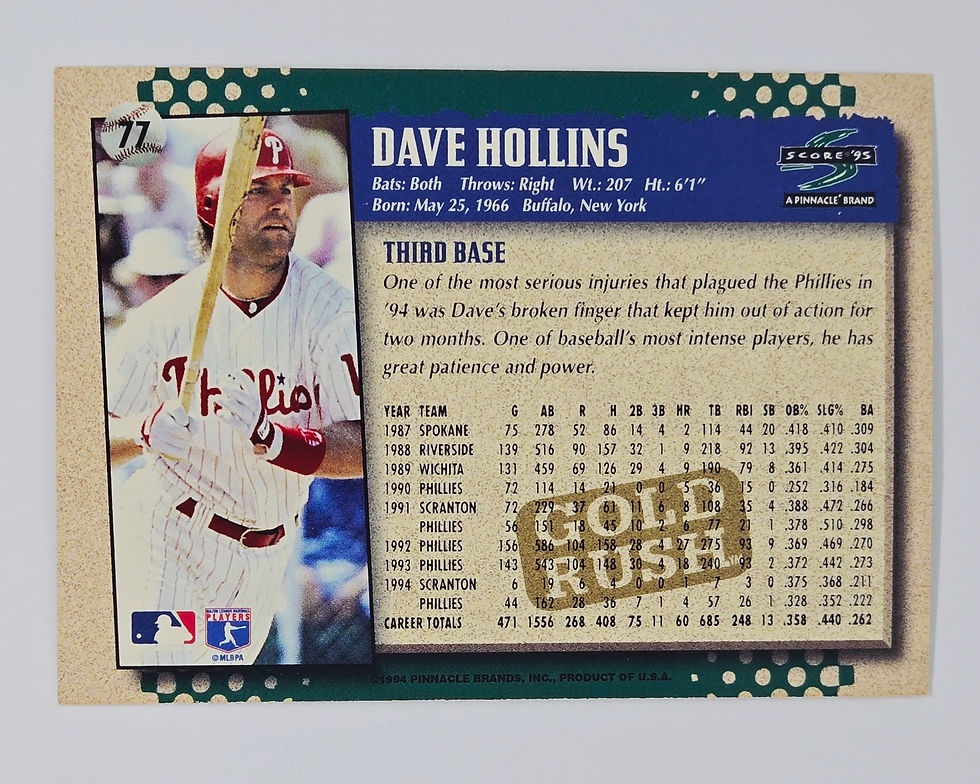 77
DAVE HOLLINS
Bats: Both Throws: Right Wt.: 207 Ht.: 6'1"
Born: May 25, 1966 Buffalo, New York
SCORE '95
A PINNACLE BRAND
P
Phillies
THIRD BASE
One of the most serious injuries that plagued the Phillies in
'94 was Dave's broken finger that kept him out of action for
two months. One of baseball's most intense players, he has
great patience and power.
YEAR TEAM G AB R H 2B 3B HR TB RBI SB OB% SLG% BA
1987 SPOKANE 75 278 52 86 14 4 2 114 44 20 .418 .410 .309
1988 RIVERSIDE 139 516 90 157 32 1 9 218 92 13 .395 .422 .304
1989 WICHITA 131 459 69 126 29 4 9 190 79 8 .361 .414 .275
1990 PHILLIES 72 114 14 21 0 0 5 36 15 0 .252 .316 .184
1991 SCRANTON 72 229 37 61 11 6 8 108 35 4 .388 .472 .266
PHILLIES 56 151 18 45 10 2 6 77 21 1 .378 .510 .298
1992 PHILLIES 156 586 104 158 28 4 27 275 93 9 .369 .469 .270
1993 PHILLIES 143 543 104 148 30 4 18 240 93 2 .372 .442 .273
1994 SCRANTON 6 19 6 4 0 0 1 7 3 0 .375 .368 .211
PHILLIES 44 162 28 36 7 1 4 57 26 1 .328 .352 .222
CAREER TOTALS 471 1556 268 408 75 11 60 685 248 13 .358 .440 .262
GOLD
RUSH
MAJOR LEAGUE BASEBALL
PLAYERS
©MLBPA
©1994 PINNACLE BRANDS, INC., PRODUCT OF U.S.A.